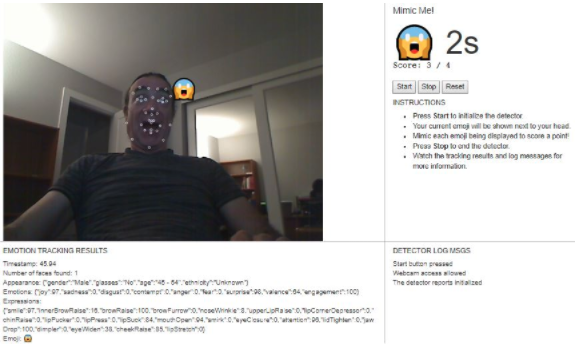 Mimic Me!
2s
Score: 3 / 4
Start Stop Reset
INSTRUCTIONS
Press Start to initialize the detector
Your current emoji will be shown next to your head.
Mimic each emoji being displayed to score a point!
Press Stop to end the detector.
Watch the tracking results and log messages for
more information.
EMOTION TRACKING RESULTS
Timestamp: 45.94
Number of faces found: 1
Appearance: {"gender":"Male","glasses":"No","age":"45 - 54","ethnicity":"Unknown"}
Emotions: {"joy":97,"sadness":0,"disgust":0,"contempt":0,"anger":0,"fear":0,"surprise":98,"valence":64,"engagement":100}
Expressions:
{"smile":97,"innerBrowRaise":16,"browRaise":100,"browFurrow":0,"noseWrinkle":8,"upperLipRaise":0,"lipCornerDepressor":0,"
chinRaise":0,"lipPucker":0,"lipPress":0,"lipSuck":84,"mouthOpen":94,"smirk":0,"eyeClosure":0,"attention":96,"lidTighten":0,"jaw
Drop":100,"dimpler":0,"eyeWiden":38,"cheekRaise":85,"lipStretch":0}
Emoji: 😱
DETECTOR LOG MSGS
Start button pressed
Webcam access allowed
The detector reports initialized